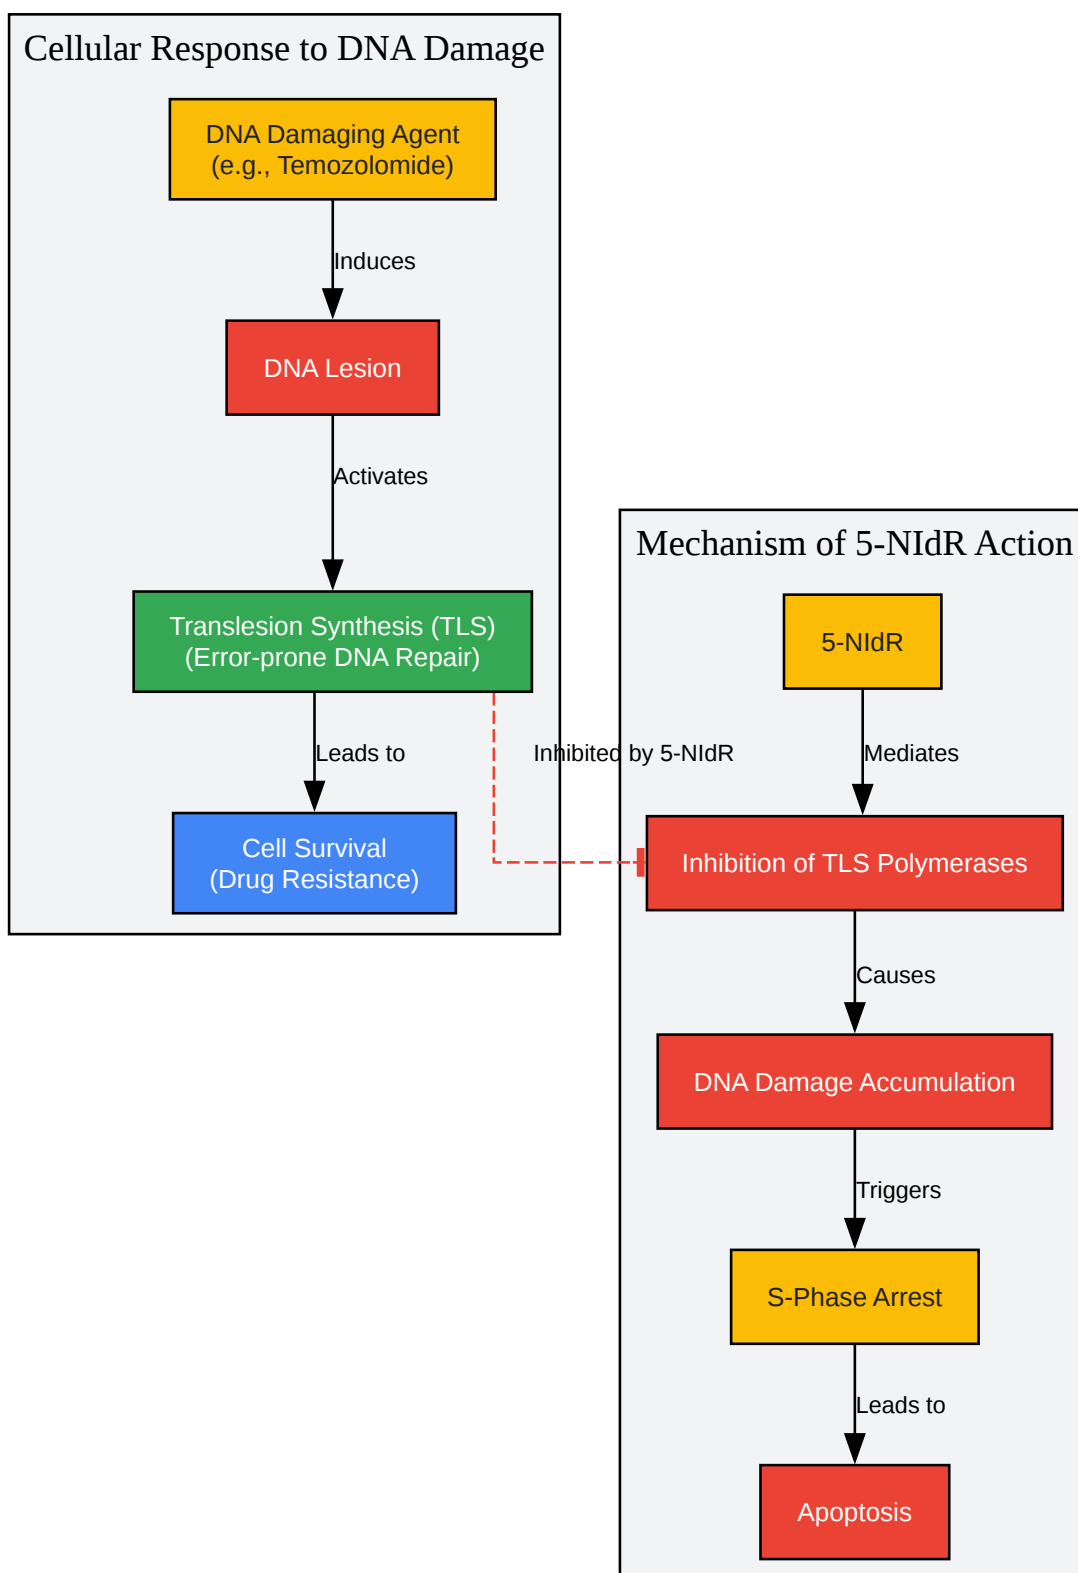 Cellular Response to DNA Damage
DNA Damaging Agent
(e.g., Temozolomide)
Induces
DNA Lesion
Activates
Translesion Synthesis (TLS)
(Error-prone DNA Repair)
Leads to
Cell Survival
(Drug Resistance)
Inhibited by 5-NIdR
Mechanism of 5-NIdR Action
5-NIdR
Mediates
Inhibition of TLS Polymerases
Causes
DNA Damage Accumulation
Triggers
S-Phase Arrest
Leads to
Apoptosis